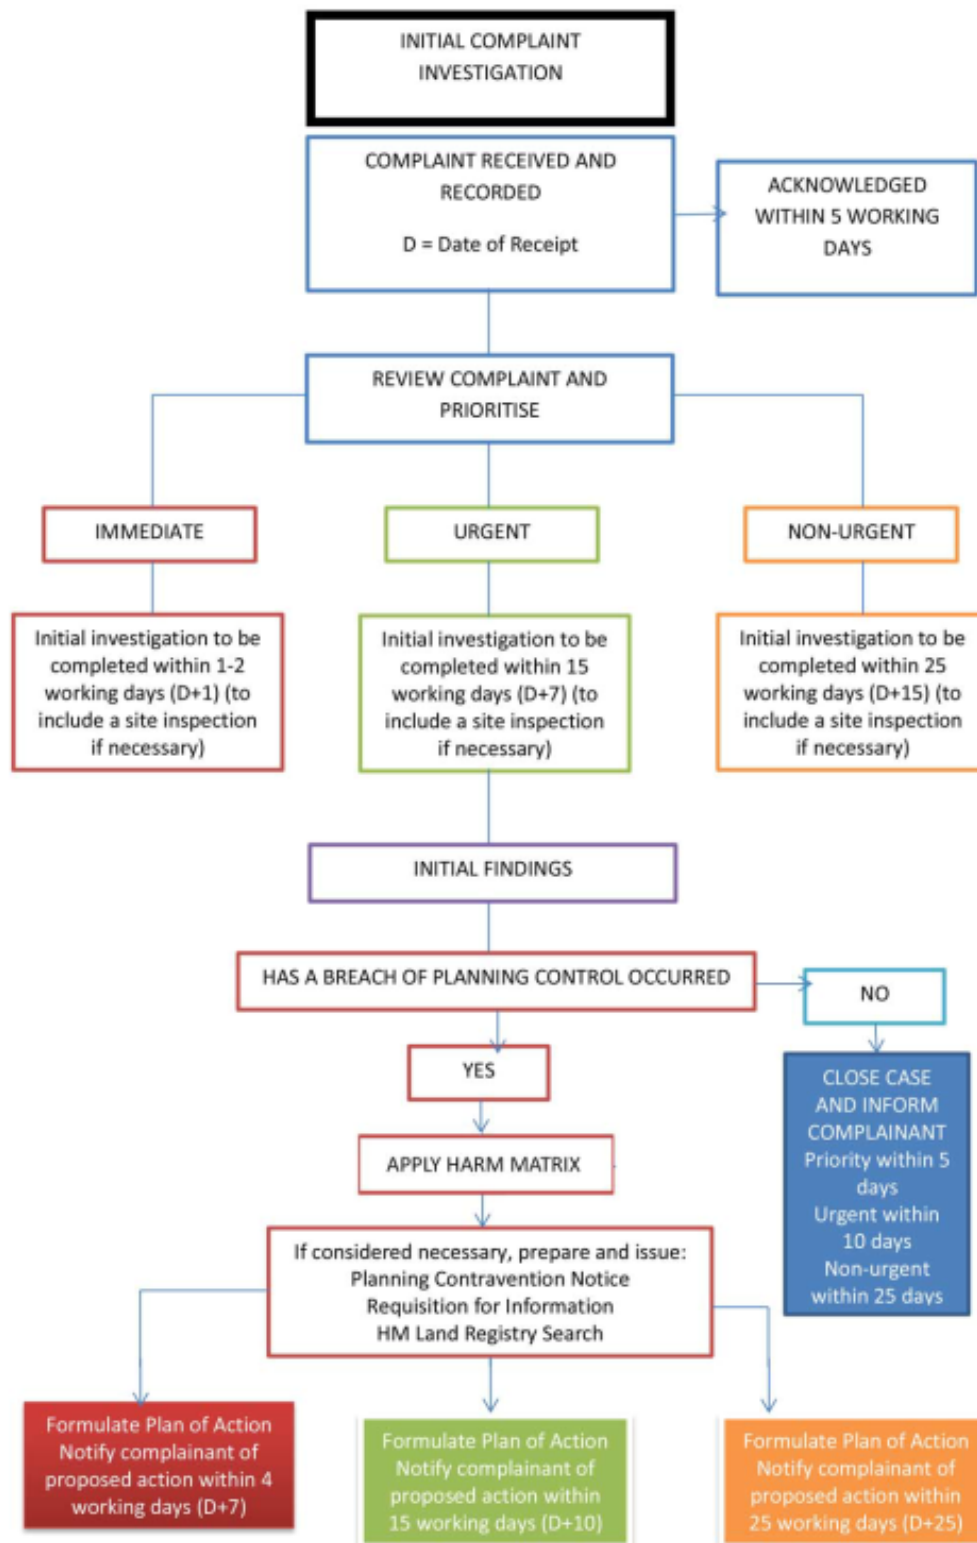 INITIAL COMPLAINT
INVESTIGATION
COMPLAINT RECEIVED AND
RECORDED
D = Date of Receipt
ACKNOWLEDGED
WITHIN 5 WORKING
DAYS
REVIEW COMPLAINT AND
PRIORITISE
IMMEDIATE
URGENT
NON-URGENT
Initial investigation to be
completed within 1-2
working days (D+1) (to
include a site inspection
if necessary)
Initial investigation to be
completed within 15
working days (D+7) (to
include a site inspection
if necessary)
Initial investigation to be
completed within 25
working days (D+15) (to
include a site inspection
if necessary)
INITIAL FINDINGS
HAS A BREACH OF PLANNING CONTROL OCCURRED
NO
YES
CLOSE CASE
AND INFORM
COMPLAINANT
Priority within 5
days
Urgent within
10 days
Non-urgent
within 25 days
APPLY HARM MATRIX
If considered necessary, prepare and issue:
Planning Contravention Notice
Requisition for Information
HM Land Registry Search
Formulate Plan of Action
Notify complainant of
proposed action within 4
working days (D+7)
Formulate Plan of Action
Notify complainant of
proposed action within
15 working days (D+10)
Formulate Plan of Action
Notify complainant of
proposed action within
25 working days (D+25)